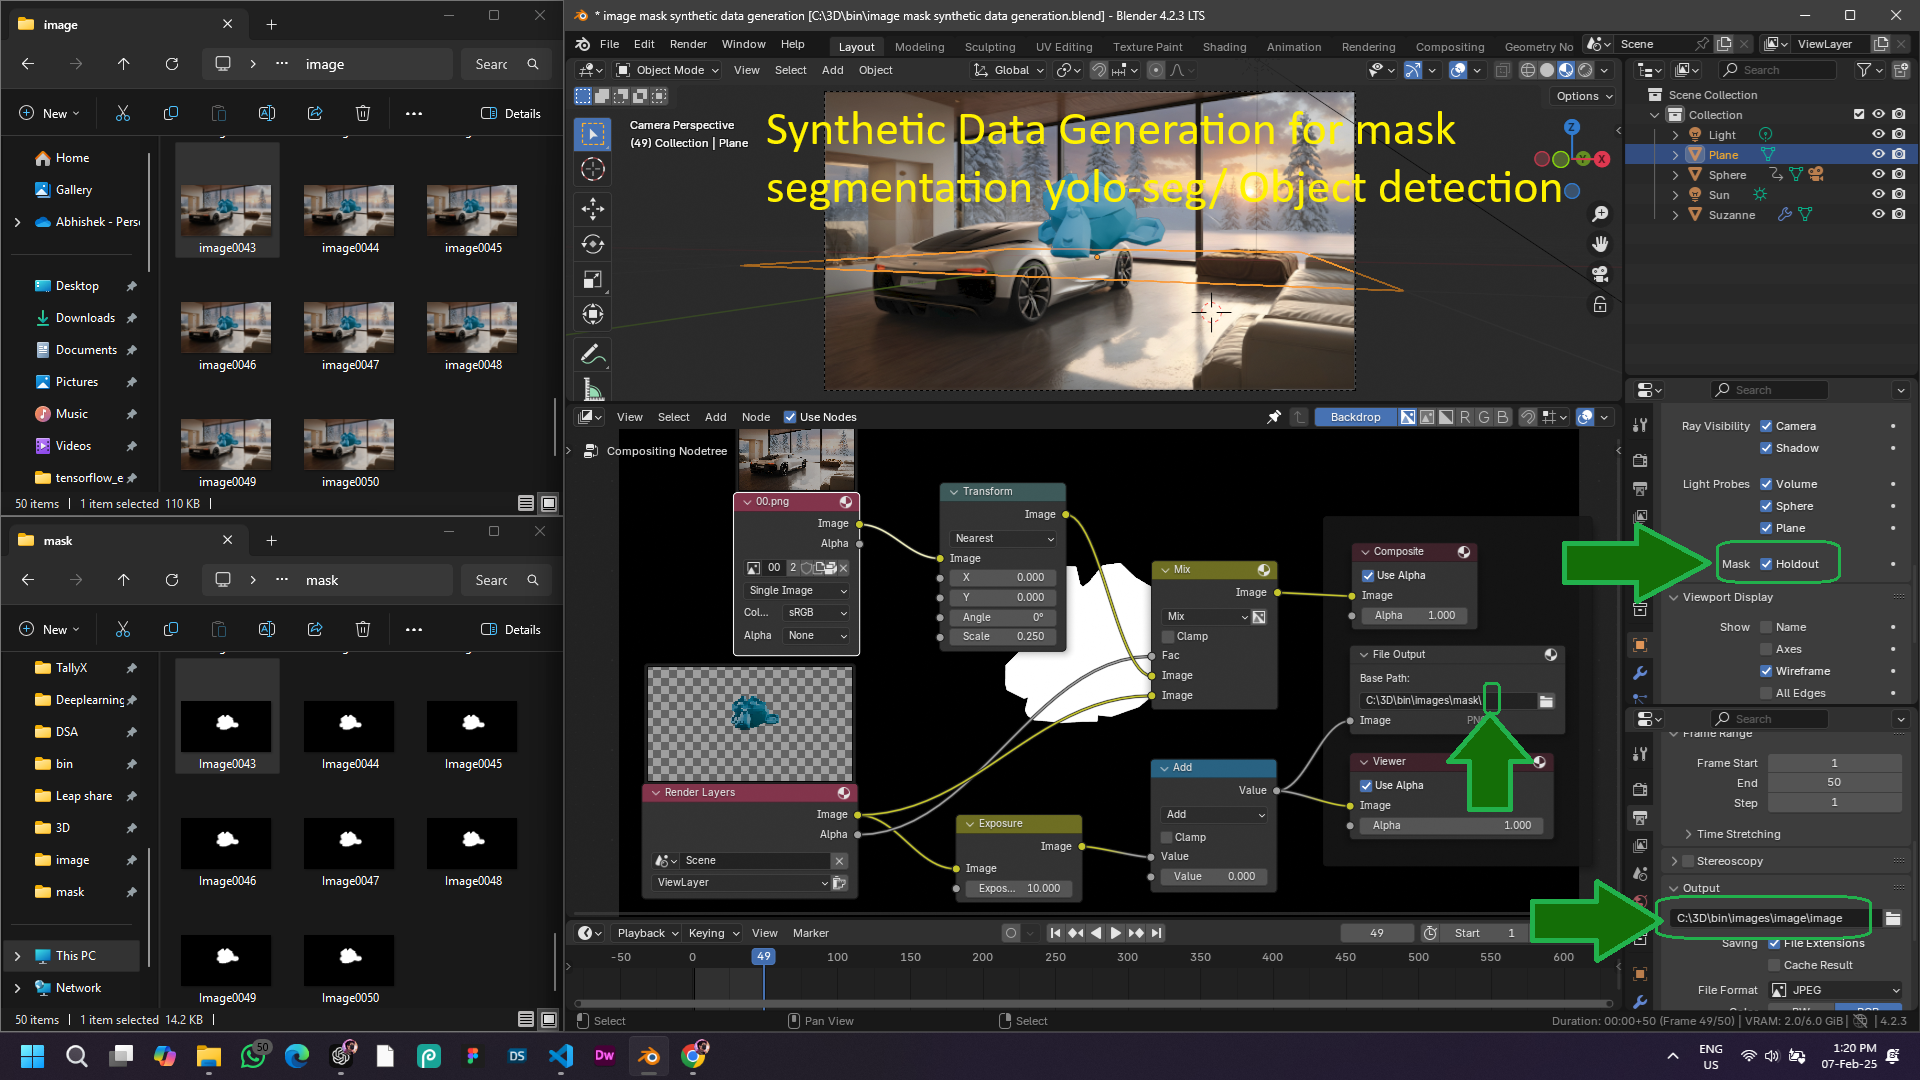 image
image
Searc
New
Details
Home
Gallery
Abhishek - Perso
Desktop
Downloads
Documents
Pictures
Music
Videos
tensorflow_e
image0043
image0044
image0045
image0046
image0047
image0048
image0049
image0050
50 items
1 item selected 110 KB
mask
mask
Searc
New
Details
TallyX
Deeplearning
DSA
bin
Leap share
3D
image
mask
This PC
Network
Image0043
Image0044
Image0045
Image0046
Image0047
Image0048
Image0049
Image0050
50 items
1 item selected 14.2 KB
* image mask synthetic data generation [C:\3D\bin\image mask synthetic data generation.blend] - Blender 4.2.3 LTS
File Edit Render Window Help
Layout Modeling Sculpting UV Editing Texture Paint Shading Animation Rendering Compositing Geometry No
Scene
ViewLayer
Object Mode View Select Add Object
Global
Options
Camera Perspective
(49) Collection | Plane
Synthetic Data Generation for mask
segmentation yolo-seg/ Object detection
Z
Y
X
View Select Add Node Use Nodes
Backdrop
R G B
Compositing Nodetree
00.png
Image
Alpha
00 2
Single Image
Col... sRGB
Alpha None
Transform
Image
Nearest
Image
X 0.000
Y 0.000
Angle 0°
Scale 0.250
Mix
Image
Mix
Clamp
Fac
Image
Image
Composite
Use Alpha
Image
Alpha 1.000
File Output
Base Path:
C:\3D\bin\images\mask\
Image
PN
Viewer
Use Alpha
Image
Alpha 1.000
Render Layers
Image
Alpha
Scene
ViewLayer
Exposure
Image
Image
Expos... 10.000
Add
Value
Add
Clamp
Value
Value 0.000
Playback Keying View Marker
49
Start 1
-50 0 49 100 150 200 250 300 350 400 450 500 550 600
Select
Pan View
Select
Duration: 00:00+50 (Frame 49/50) | VRAM: 2.0/6.0 GiB | 4.2.3
Search
Scene Collection
Collection
Light
Plane
Sphere
Sun
Suzanne
Search
Ray Visibility Camera
Shadow
Light Probes Volume
Sphere
Plane
Mask Holdout
Viewport Display
Show Name
Axes
Wireframe
All Edges
Search
Frame Range
Frame Start 1
End 50
Step 1
Time Stretching
Stereoscopy
Output
C:\3D\bin\images\image\image
Saving File Extensions
Cache Result
File Format JPEG
50
DS
Dw
ENG
US
1:20 PM
07-Feb-25